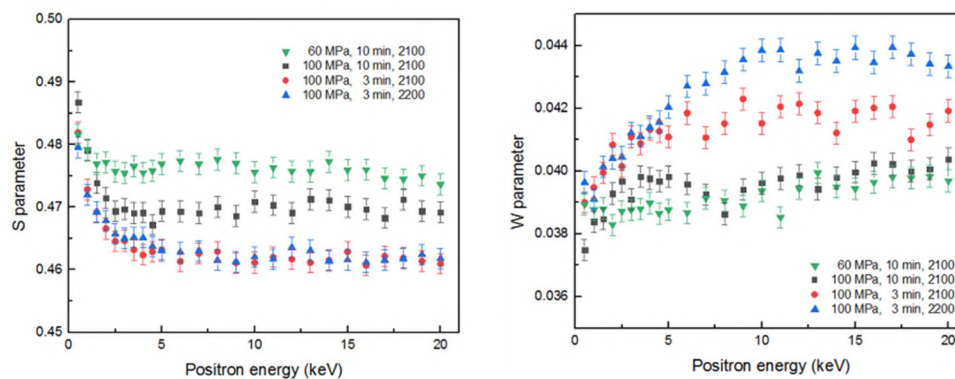 0.50
0.49
0.48
0.47
0.46
0.45
S parameter
0
5
10
15
20
Positron energy (keV)
60 MPa, 10 min, 2100
100 MPa, 10 min, 2100
100 MPa, 3 min, 2100
100 MPa, 3 min, 2200
0.044
0.042
0.040
0.038
0.036
W parameter
0
5
10
15
20
Positron energy (keV)
60 MPa, 10 min, 2100
100 MPa, 10 min, 2100
100 MPa, 3 min, 2100
100 MPa, 3 min, 2200